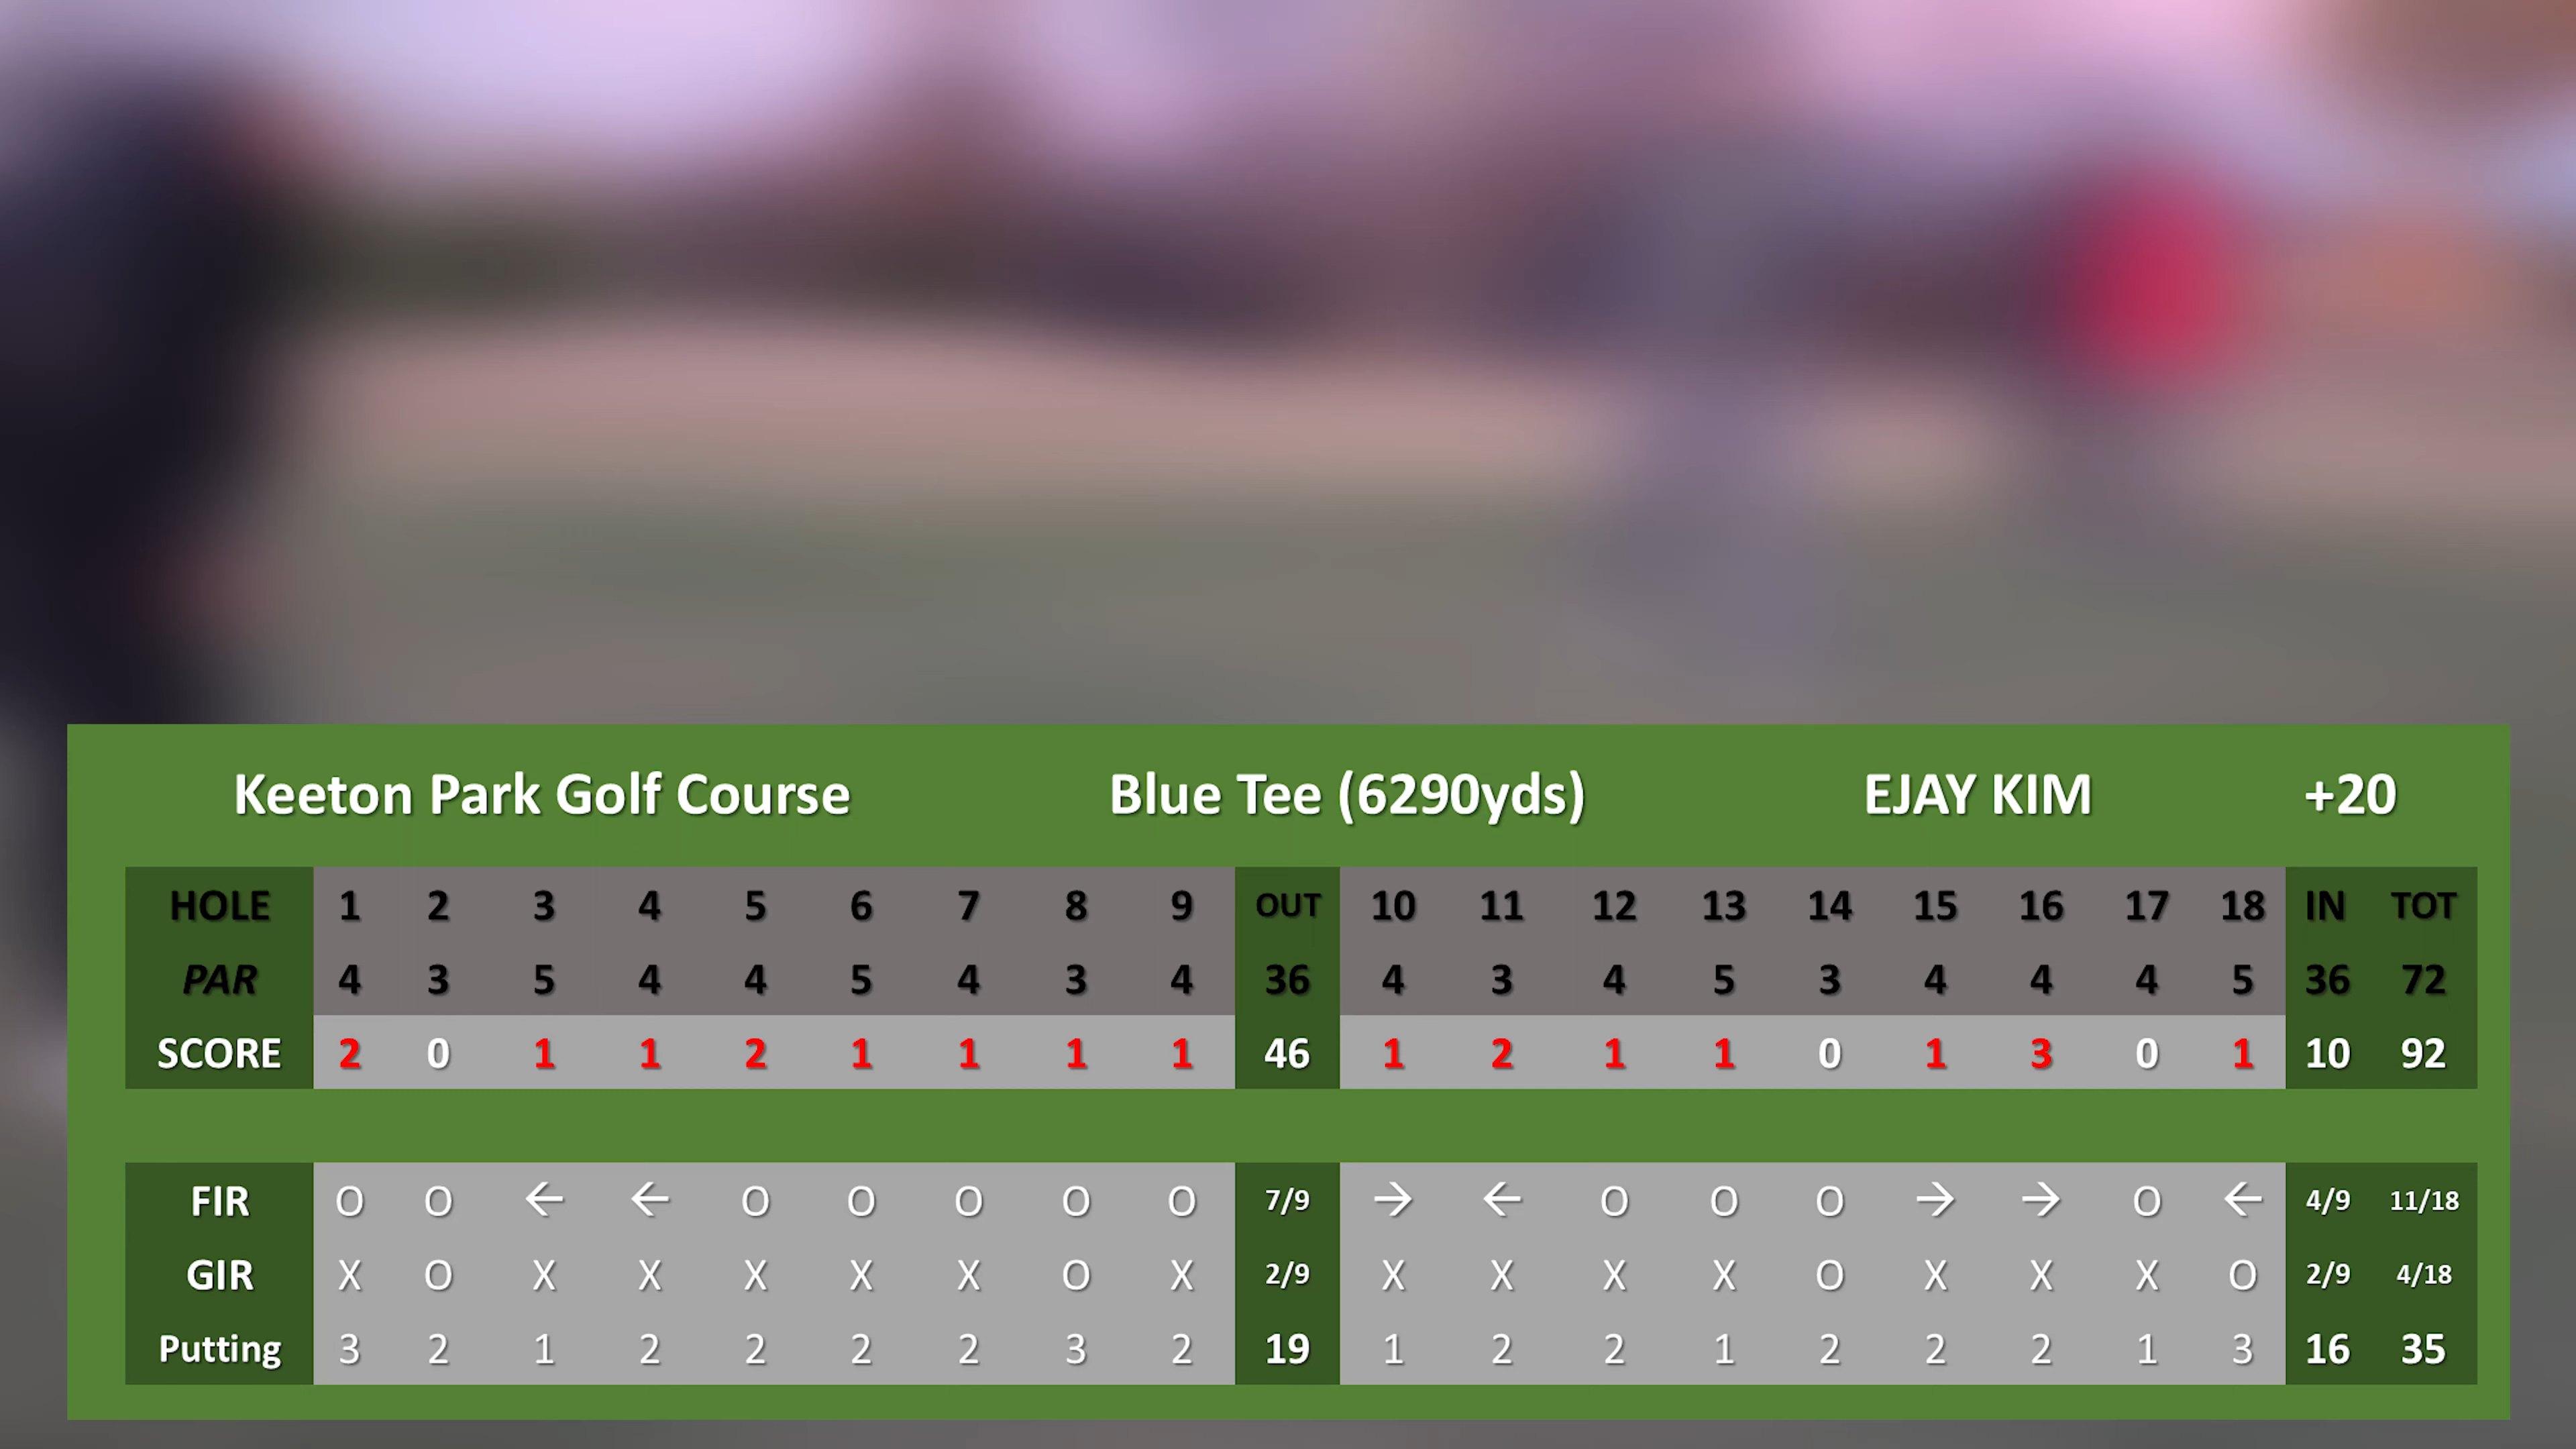 Keeton Park Golf Course Blue Tee (6290yds) EJAY KIM +20
HOLE 1 2 3 4 5 6 7 8 9 OUT 10 11 12 13 14 15 16 17 18 IN TOT
PAR 4 3 5 4 4 5 4 3 4 36 4 3 4 5 3 4 4 4 5 36 72
SCORE 2 0 1 1 2 1 1 1 1 46 1 2 1 1 0 1 3 0 1 10 92
FIR O O ← ← O O O O O 7/9 → ← O O O → → O ← 4/9 11/18
GIR X O X X X X X O X 2/9 X X X X O X X X O 2/9 4/18
Putting 3 2 1 2 2 2 2 3 2 19 1 2 2 1 2 2 2 1 3 16 35